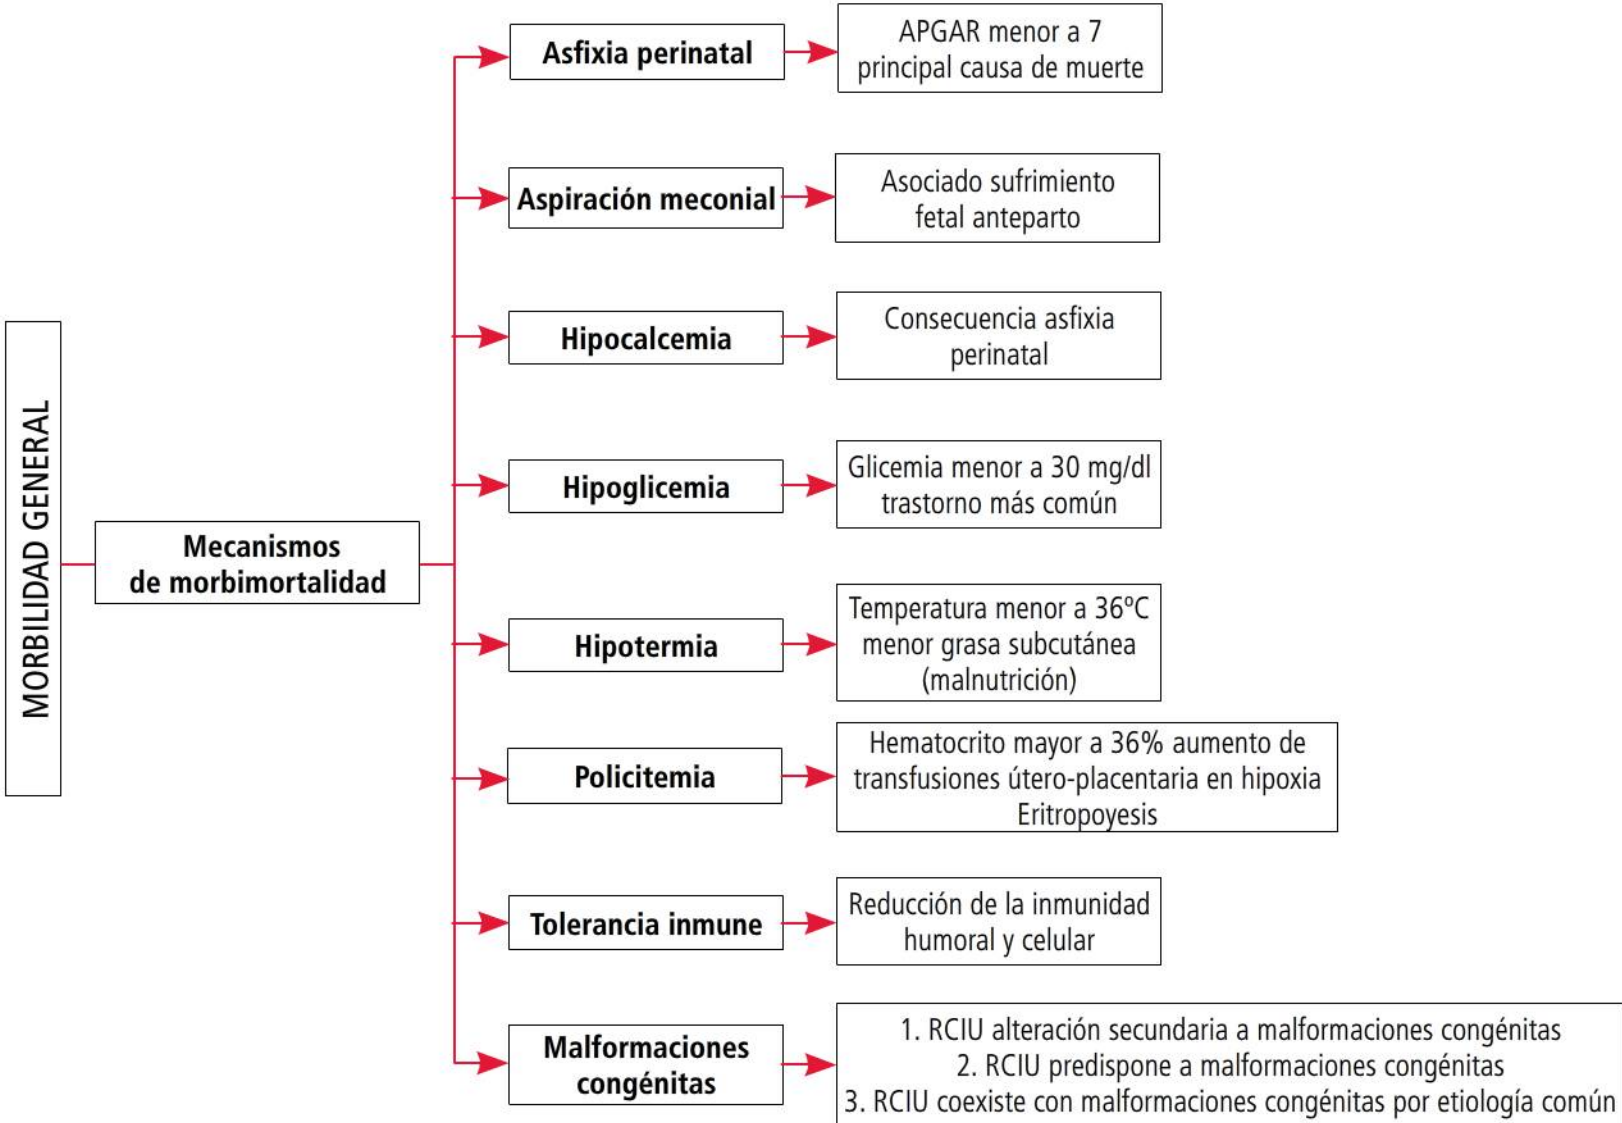 MORBILIDAD GENERAL
Mecanismos
de morbimortalidad
Asfixia perinatal
APGAR menor a 7
principal causa de muerte
Aspiración meconial
Asociado sufrimiento
fetal anteparto
Hipocalcemia
Consecuencia asfixia
perinatal
Hipoglicemia
Glicemia menor a 30 mg/dl
trastorno más común
Hipotermia
Temperatura menor a 36ºC
menor grasa subcutánea
(malnutrición)
Policitemia
Hematocrito mayor a 36% aumento de
transfusiones útero-placentaria en hipoxia
Eritropoyesis
Tolerancia inmune
Reducción de la inmunidad
humoral y celular
Malformaciones
congénitas
1. RCIU alteración secundaria a malformaciones congénitas
2. RCIU predispone a malformaciones congénitas
3. RCIU coexiste con malformaciones congénitas por etiología común